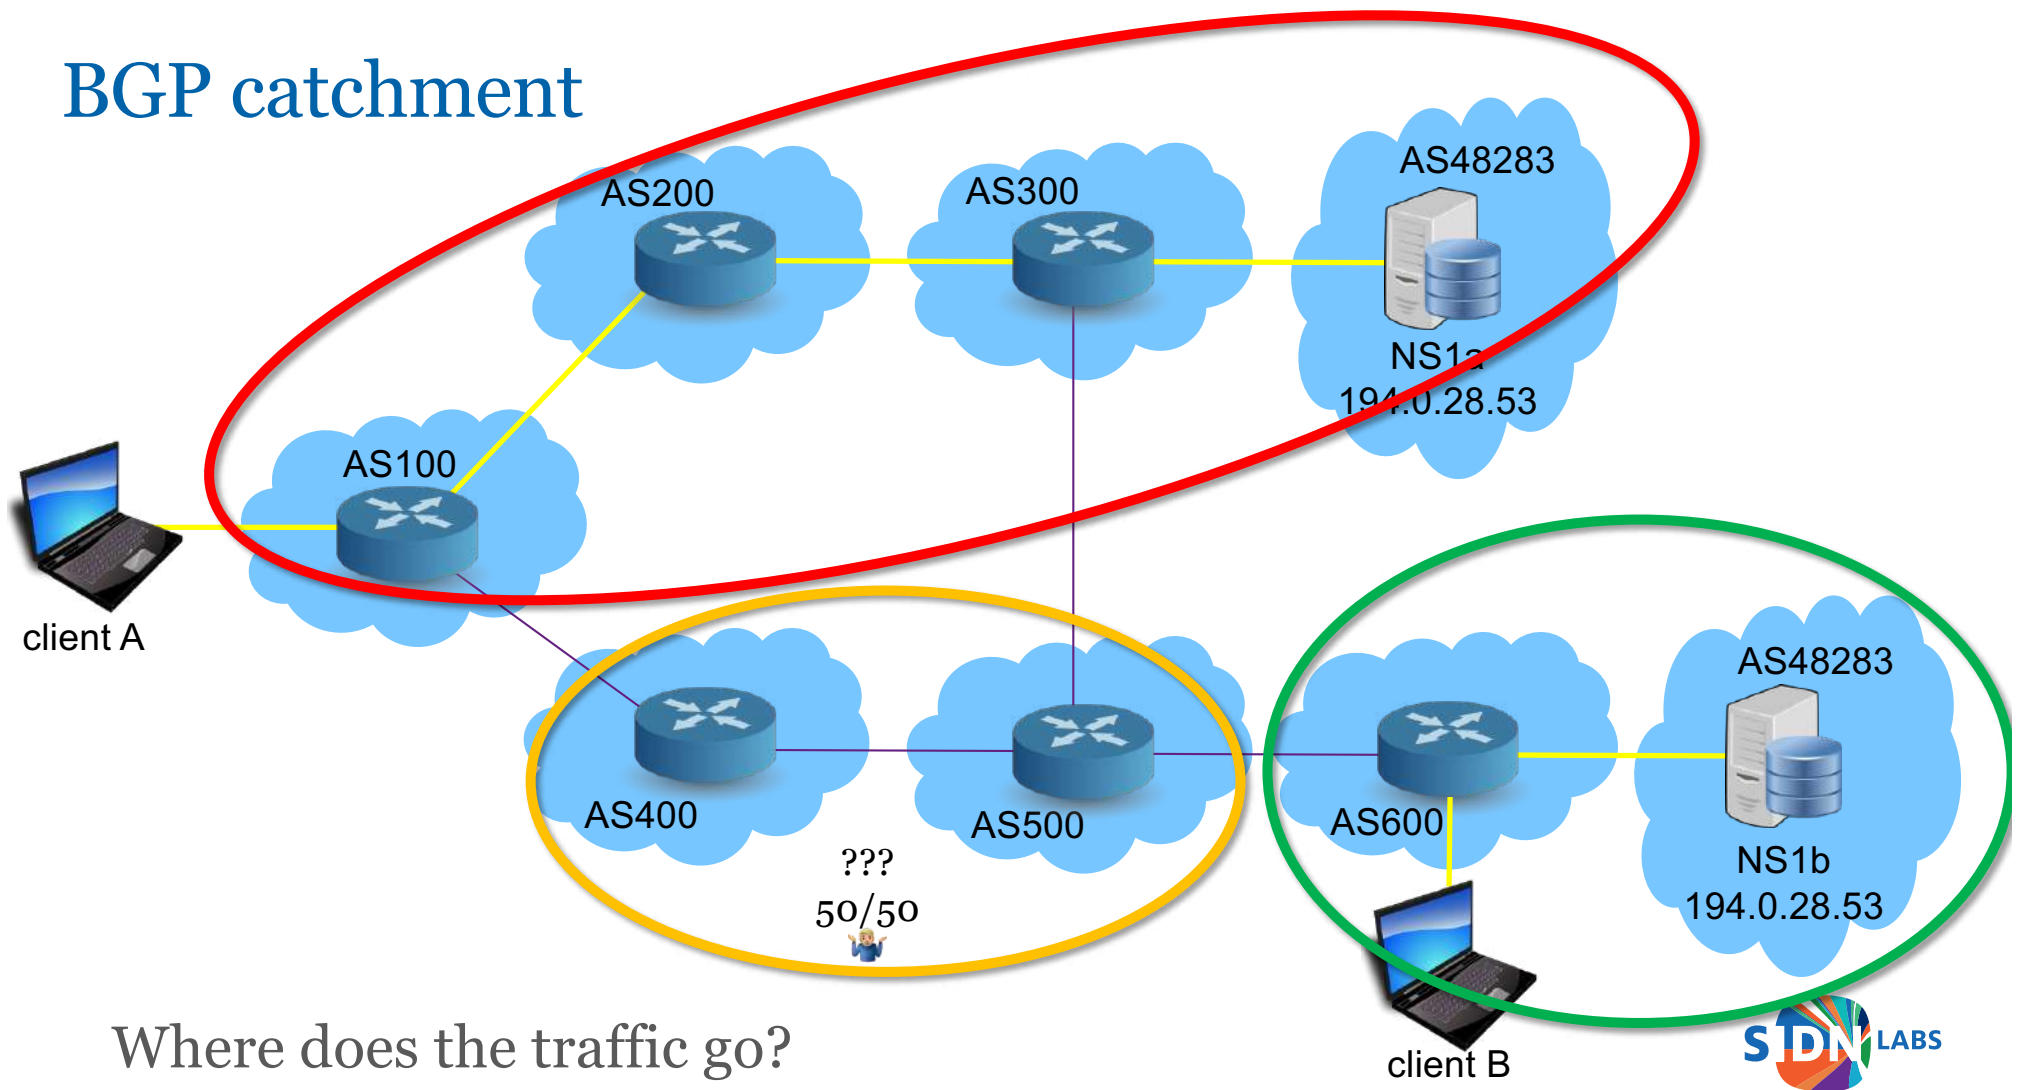 BGP catchment
AS200
AS300
AS48283
NS1a
194.0.28.53
AS100
client A
AS400
AS500
???
50/50
AS600
AS48283
NS1b
194.0.28.53
client B
Where does the traffic go?
SIDN LABS